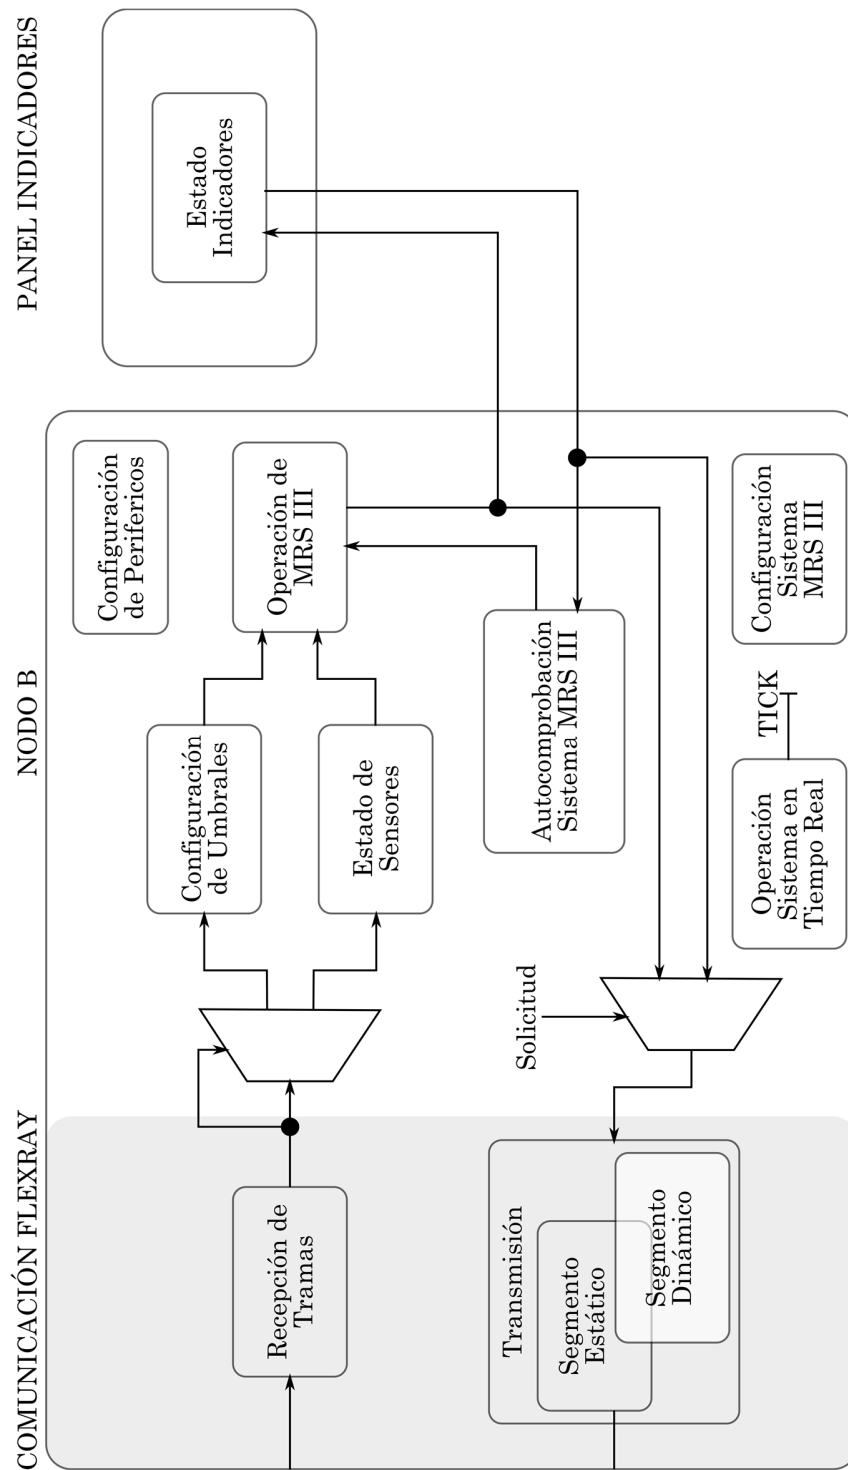 COMUNICACIÓN FLEXRAY
NODO B
PANEL INDICADORES
Configuración
de Perifericos
Estado
Indicadores
Configuración
de Umbrales
Recepción de
Tramas
Operación de
MRS III
Estado de
Sensores
Transmisión
Segmento
Estático
Segmento
Dinámico
Solicitud
Autocomprobación
Sistema MRS III
Operación
Sistema en
Tiempo Real
TICK
Configuración
Sistema
MRS III